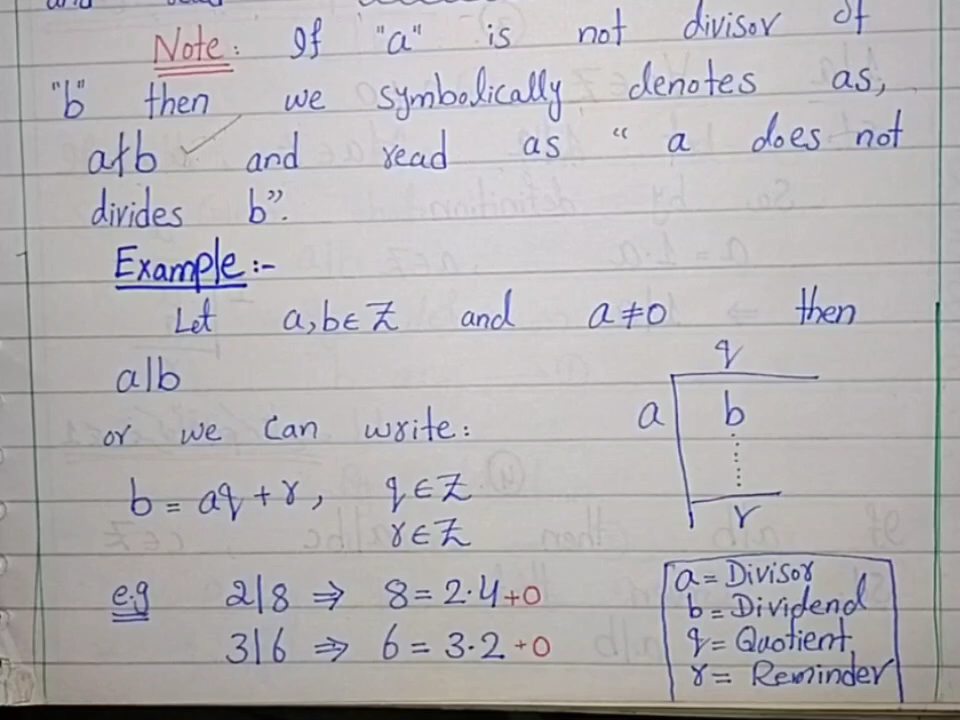 Note: If "a" is not divisor of
"b" then we symbolically denotes as,
a∤b ✓ and read as “ a does not
divides b”.
Example:-
Let a,b∈ℤ and a≠0 then
a|b
or we can write:
b = aq + r, q∈ℤ
r∈ℤ
q
a b
r
e.g 2|8 ⇒ 8 = 2·4+0
3|6 ⇒ 6 = 3·2+0
a = Divisor
b = Dividend
q = Quotient
r = Reminder